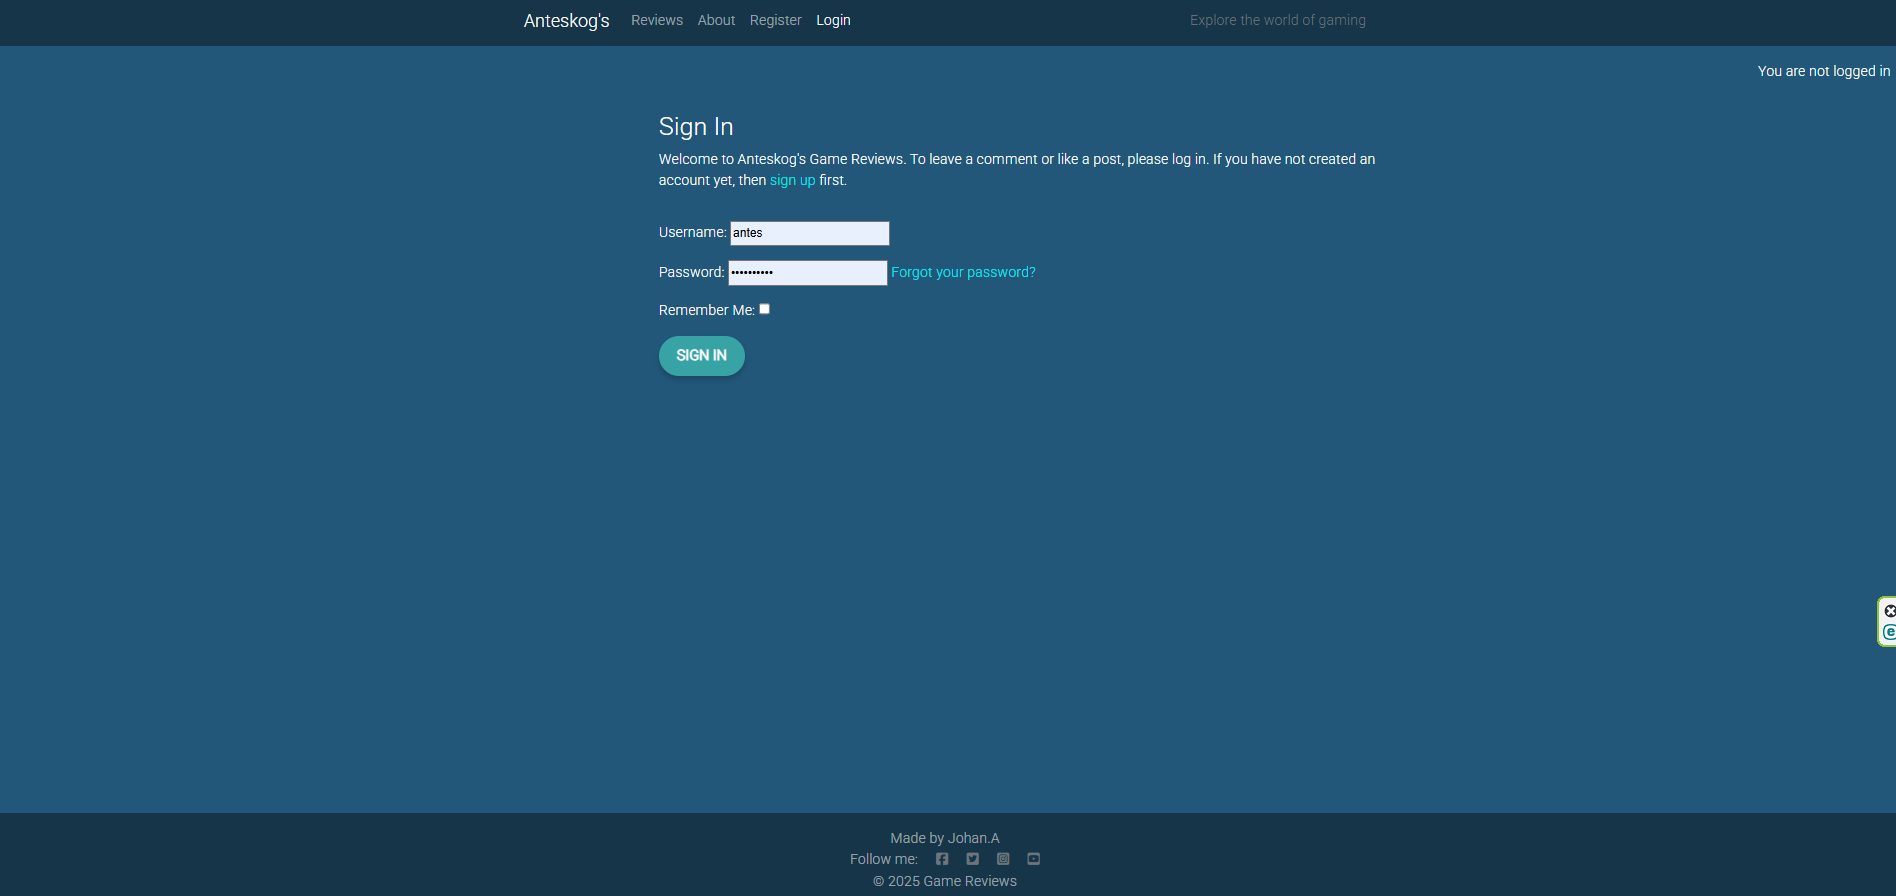 Anteskog's Reviews About Register Login Explore the world of gaming
You are not logged in
Sign In
Welcome to Anteskog's Game Reviews. To leave a comment or like a post, please log in. If you have not created an
account yet, then sign up first.
Username: antes
Password: •••••••••• Forgot your password?
Remember Me:
SIGN IN
Made by Johan.A
Follow me:
© 2025 Game Reviews